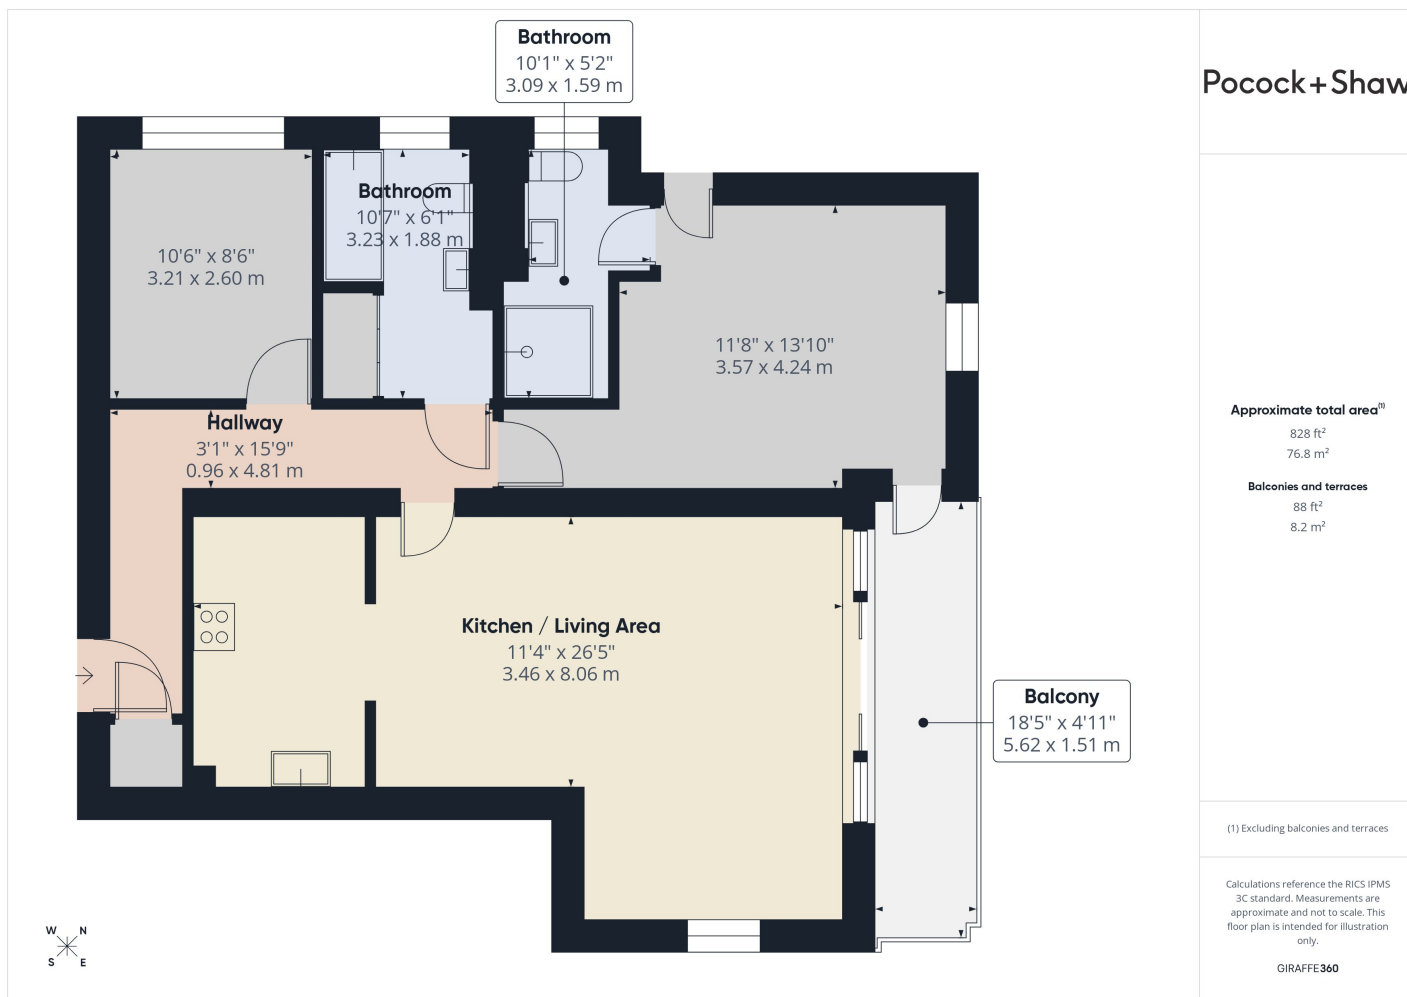 Bathroom
10'1" x 5'2"
3.09 x 1.59 m
Bathroom
10'7" x 6'1"
3.23 x 1.88 m
10'6" x 8'6"
3.21 x 2.60 m
11'8" x 13'10"
3.57 x 4.24 m
Hallway
3'1" x 15'9"
0.96 x 4.81 m
Kitchen / Living Area
11'4" x 26'5"
3.46 x 8.06 m
Balcony
18'5" x 4'11"
5.62 x 1.51 m
W N
S E
Pocock+Shaw
Approximate total area(1)
828 ft²
76.8 m²
Balconies and terraces
88 ft²
8.2 m²
(1) Excluding balconies and terraces
Calculations reference the RICS IPMS
3C standard. Measurements are
approximate and not to scale. This
floor plan is intended for illustration
only.
GIRAFFE360